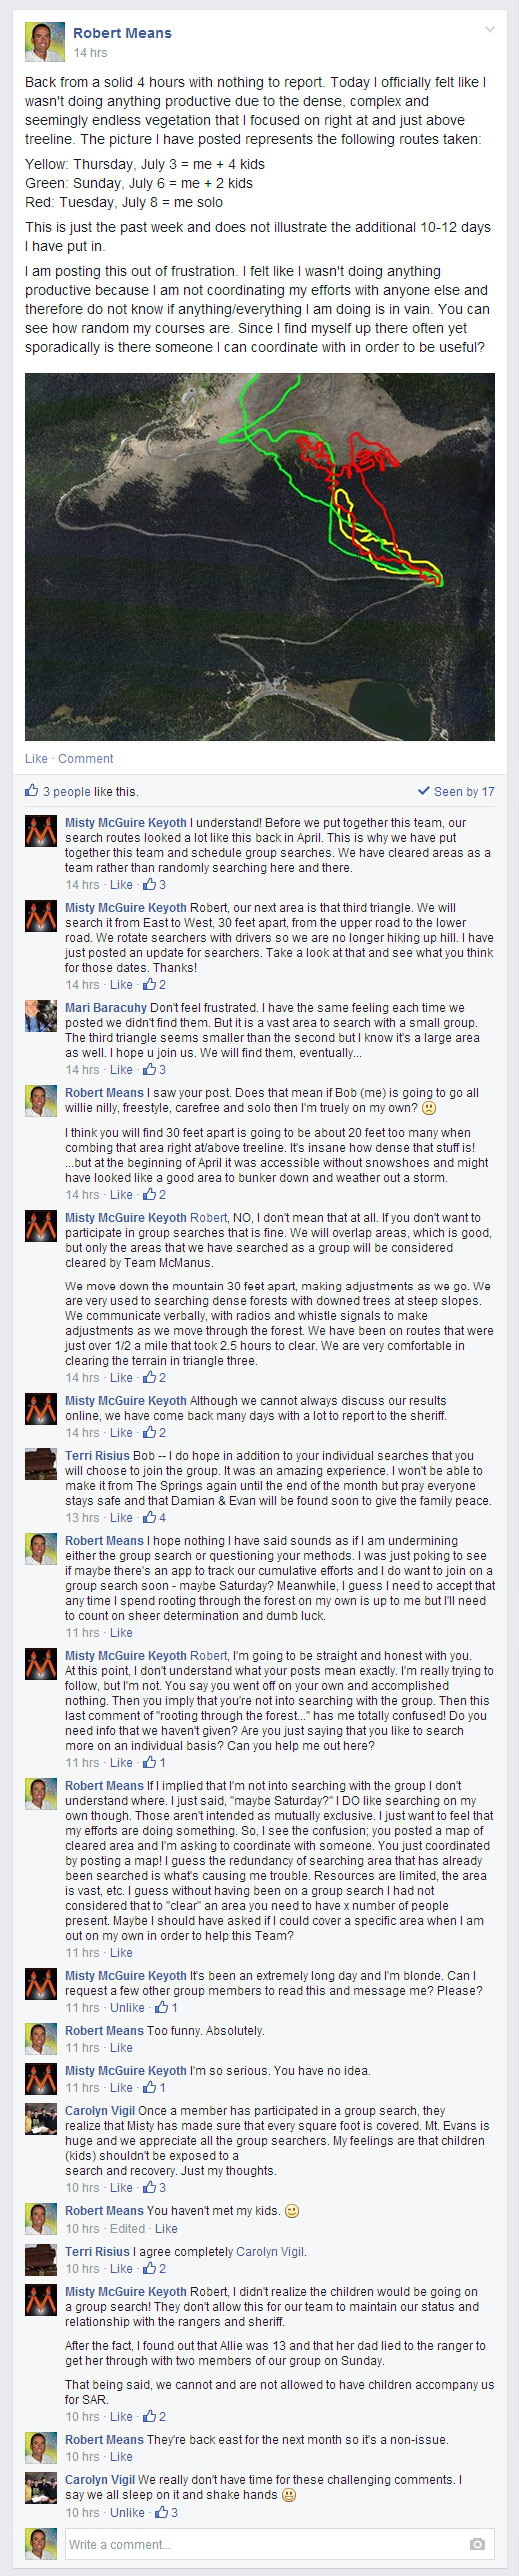 Robert Means
14 hrs
Back from a solid 4 hours with nothing to report. Today I officially felt like I
wasn't doing anything productive due to the dense, complex and
seemingly endless vegetation that I focused on right at and just above
treeline. The picture I have posted represents the following routes taken:
Yellow: Thursday, July 3 = me + 4 kids
Green: Sunday, July 6 = me + 2 kids
Red: Tuesday, July 8 = me solo
This is just the past week and does not illustrate the additional 10-12 days
I have put in.
I am posting this out of frustration. I felt like I wasn't doing anything
productive because I am not coordinating my efforts with anyone else and
therefore do not know if anything/everything I am doing is in vain. You can
see how random my courses are. Since I find myself up there often yet
sporadically is there someone I can coordinate with in order to be useful?
Like · Comment
3 people like this.
Seen by 17
Misty McGuire Keyoth I understand! Before we put together this team, our
search routes looked a lot like this back in April. This is why we have put
together this team and schedule group searches. We have cleared areas as a
team rather than randomly searching here and there.
14 hrs · Like · 3
Misty McGuire Keyoth Robert, our next area is that third triangle. We will
search it from East to West, 30 feet apart, from the upper road to the lower
road. We rotate searchers with drivers so we are no longer hiking up hill. I have
just posted an update for searchers. Take a look at that and see what you think
for those dates. Thanks!
14 hrs · Like · 2
Mari Baracuhy Don't feel frustrated. I have the same feeling each time we
posted we didn't find them. But it is a vast area to search with a small group.
The third triangle seems smaller than the second but I know it's a large area
as well. I hope u join us. We will find them, eventually...
14 hrs · Like · 3
Robert Means I saw your post. Does that mean if Bob (me) is going to go all
willie nilly, freestyle, carefree and solo then I'm truely on my own?
I think you will find 30 feet apart is going to be about 20 feet too many when
combing that area right at/above treeline. It's insane how dense that stuff is!
...but at the beginning of April it was accessible without snowshoes and might
have looked like a good area to bunker down and weather out a storm.
14 hrs · Like · 2
Misty McGuire Keyoth Robert, NO, I don't mean that at all. If you don't want to
participate in group searches that is fine. We will overlap areas, which is good,
but only the areas that we have searched as a group will be considered
cleared by Team McManus.
We move down the mountain 30 feet apart, making adjustments as we go. We
are very used to searching dense forests with downed trees at steep slopes.
We communicate verbally, with radios and whistle signals to make
adjustments as we move through the forest. We have been on routes that were
just over 1/2 a mile that took 2.5 hours to clear. We are very comfortable in
clearing the terrain in triangle three.
14 hrs · Like · 2
Misty McGuire Keyoth Although we cannot always discuss our results
online, we have come back many days with a lot to report to the sheriff.
14 hrs · Like · 2
Terri Risius Bob -- I do hope in addition to your individual searches that you
will choose to join the group. It was an amazing experience. I won't be able to
make it from The Springs again until the end of the month but pray everyone
stays safe and that Damian & Evan will be found soon to give the family peace.
13 hrs · Like · 4
Robert Means I hope nothing I have said sounds as if I am undermining
either the group search or questioning your methods. I was just poking to see
if maybe there's an app to track our cumulative efforts and I do want to join on a
group search soon - maybe Saturday? Meanwhile, I guess I need to accept that
any time I spend rooting through the forest on my own is up to me but I'll need
to count on sheer determination and dumb luck.
11 hrs · Like
Misty McGuire Keyoth Robert, I'm going to be straight and honest with you.
At this point, I don't understand what your posts mean exactly. I'm really trying to
follow, but I'm not. You say you went off on your own and accomplished
nothing. Then you imply that you're not into searching with the group. Then this
last comment of "rooting through the forest..." has me totally confused! Do you
need info that we haven't given? Are you just saying that you like to search
more on an individual basis? Can you help me out here?
11 hrs · Like · 1
Robert Means If I implied that I'm not into searching with the group I don't
understand where. I just said, "maybe Saturday?" I DO like searching on my
own though. Those aren't intended as mutually exclusive. I just want to feel that
my efforts are doing something. So, I see the confusion; you posted a map of
cleared area and I'm asking to coordinate with someone. You just coordinated
by posting a map! I guess the redundancy of searching area that has already
been searched is what's causing me trouble. Resources are limited, the area
is vast, etc. I guess without having been on a group search I had not
considered that to "clear" an area you need to have x number of people
present. Maybe I should have asked if I could cover a specific area when I am
out on my own in order to help this Team?
11 hrs · Like
Misty McGuire Keyoth It's been an extremely long day and I'm blonde. Can I
request a few other group members to read this and message me? Please?
11 hrs · Unlike · 1
Robert Means Too funny. Absolutely.
11 hrs · Like
Misty McGuire Keyoth I'm so serious. You have no idea.
11 hrs · Like · 1
Carolyn Vigil Once a member has participated in a group search, they
realize that Misty has made sure that every square foot is covered. Mt. Evans is
huge and we appreciate all the group searchers. My feelings are that children
(kids) shouldn't be exposed to a
search and recovery. Just my thoughts.
10 hrs · Like · 3
Robert Means You haven't met my kids.
10 hrs · Edited · Like
Terri Risius I agree completely Carolyn Vigil.
10 hrs · Like · 2
Misty McGuire Keyoth Robert, I didn't realize the children would be going on
a group search! They don't allow this for our team to maintain our status and
relationship with the rangers and sheriff.
After the fact, I found out that Allie was 13 and that her dad lied to the ranger to
get her through with two members of our group on Sunday.
That being said, we cannot and are not allowed to have children accompany us
for SAR.
10 hrs · Like · 2
Robert Means They're back east for the next month so it's a non-issue.
10 hrs · Like
Carolyn Vigil We really don't have time for these challenging comments. I
say we all sleep on it and shake hands
10 hrs · Unlike · 3
Write a comment...